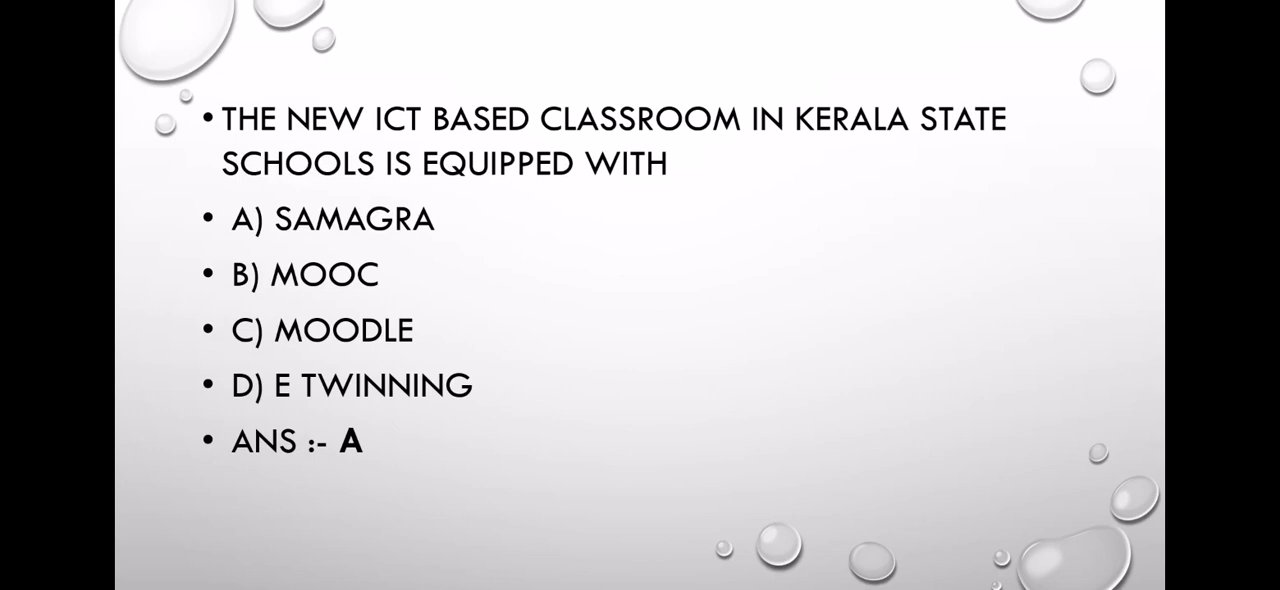 • THE NEW ICT BASED CLASSROOM IN KERALA STATE
SCHOOLS IS EQUIPPED WITH
• A) SAMAGRA
• B) MOOC
• C) MOODLE
• D) E TWINNING
• ANS :- A